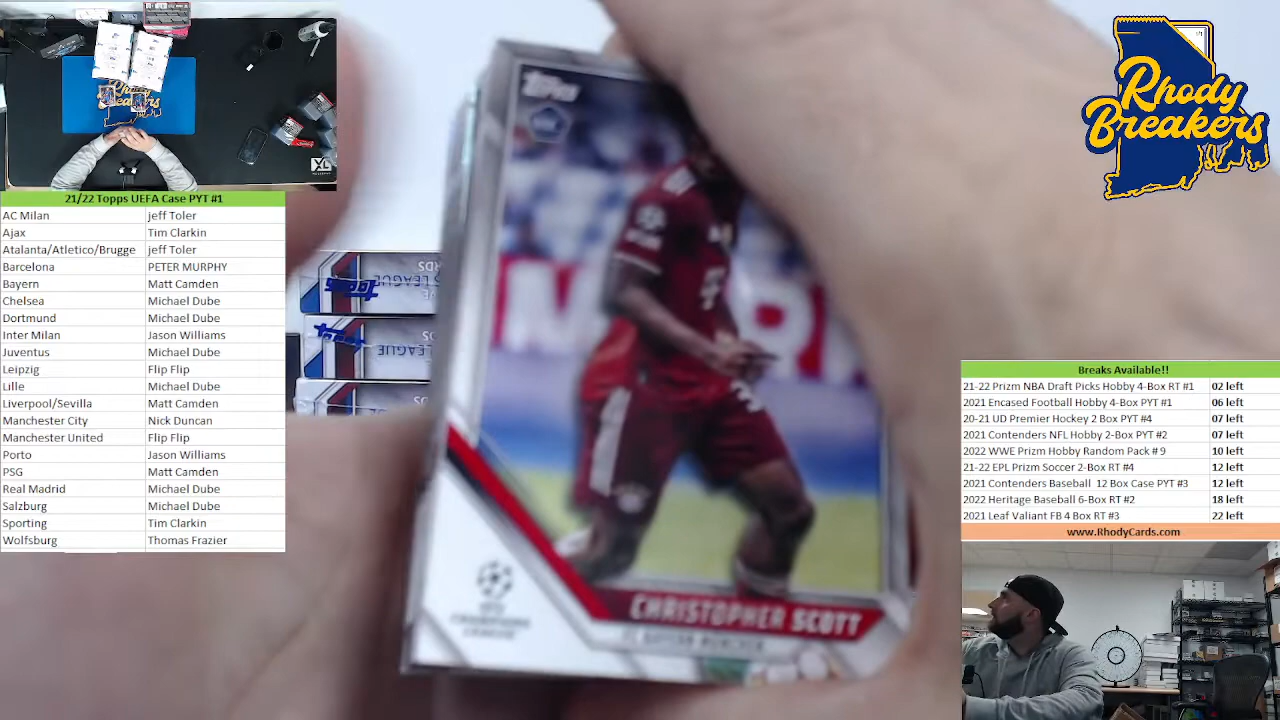 21/22 Topps UEFA Case PYT #1
AC Milan jeff Toler
Ajax Tim Clarkin
Atalanta/Atletico/Brugge jeff Toler
Barcelona PETER MURPHY
Bayern Matt Camden
Chelsea Michael Dube
Dortmund Michael Dube
Inter Milan Jason Williams
Juventus Michael Dube
Leipzig Flip Flip
Lille Michael Dube
Liverpool/Sevilla Matt Camden
Manchester City Nick Duncan
Manchester United Flip Flip
Porto Jason Williams
PSG Matt Camden
Real Madrid Michael Dube
Salzburg Michael Dube
Sporting Tim Clarkin
Wolfsburg Thomas Frazier
Topps
CHRISTOPHER SCOTT
FC BAYERN MÜNCHEN
CHAMPIONS
LEAGUE
Rhody
Breakers
Breaks Available!!
21-22 Prizm NBA Draft Picks Hobby 4-Box RT #1 02 left
2021 Encased Football Hobby 4-Box PYT #1 06 left
20-21 UD Premier Hockey 2 Box PYT #4 07 left
2021 Contenders NFL Hobby 2-Box PYT #2 07 left
2022 WWE Prizm Hobby Random Pack # 9 10 left
21-22 EPL Prizm Soccer 2-Box RT #4 12 left
2021 Contenders Baseball 12 Box Case PYT #3 12 left
2022 Heritage Baseball 6-Box RT #2 18 left
2021 Leaf Valiant FB 4 Box RT #3 22 left
www.RhodyCards.com